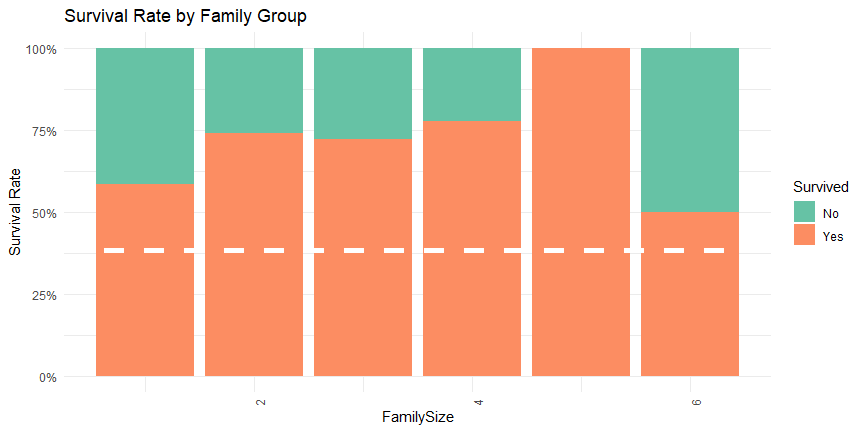 Survival Rate by Family Group
100%
75%
50%
25%
0%
Survival Rate
2
4
6
FamilySize
Survived
No
Yes